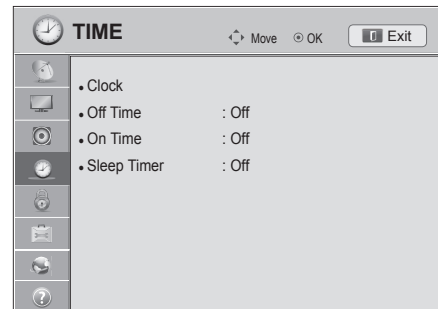 TIME
Move OK Exit
• Clock
• Off Time : Off
• On Time : Off
• Sleep Timer : Off
?